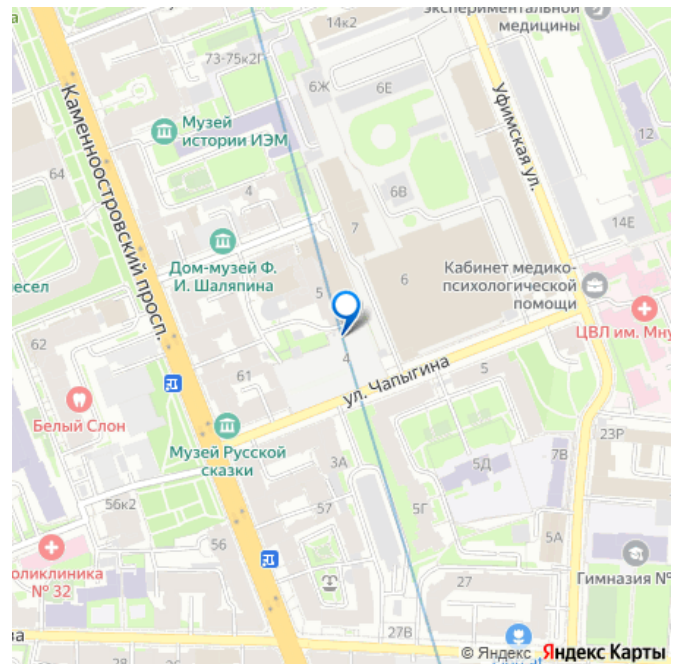 экспериментальной
медицины
14к2
73-75к2Г
6Ж
6Е
Музей
истории ИЭМ
Уфимская ул.
12
Каменноостровский просп.
64
4
6В
14Е
7
Дом-музей Ф.
И. Шаляпина
6
Кабинет медико-
психологической
помощи
есел
5
ЦВЛ им. Мну
62
4
61
ул. Чапыгина
5
Белый Слон
Музей Русской
сказки
3А
5Д
7В
23Р
56к2
57
5Г
5А
56
оликлиника
№ 32
27
Гимназия №
27В
ва
28
© Яндекс Яндекс Карты